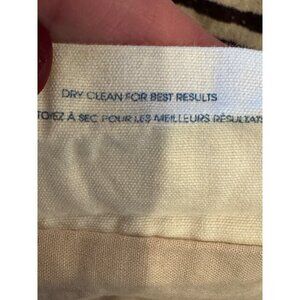 DRY CLEAN FOR BEST RESULTS
TOYEZ À SEC POUR LES MEILLEURS RÉSULTATS